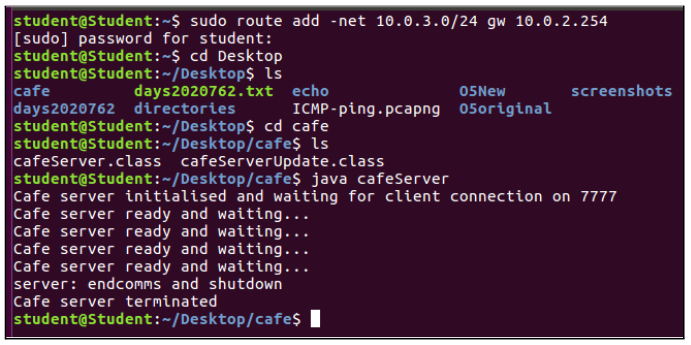 student@Student:~$ sudo route add -net 10.0.3.0/24 gw 10.0.2.254
[sudo] password for student:
student@Student:~$ cd Desktop
student@Student:~/Desktop$ ls
cafe days2020762.txt echo O5New screenshots
days2020762 directories ICMP-ping.pcapng O5original
student@Student:~/Desktop$ cd cafe
student@Student:~/Desktop/cafe$ ls
cafeServer.class cafeServerUpdate.class
student@Student:~/Desktop/cafe$ java cafeServer
Cafe server initialised and waiting for client connection on 7777
Cafe server ready and waiting...
Cafe server ready and waiting...
Cafe server ready and waiting...
Cafe server ready and waiting...
server: endcomms and shutdown
Cafe server terminated
student@Student:~/Desktop/cafe$